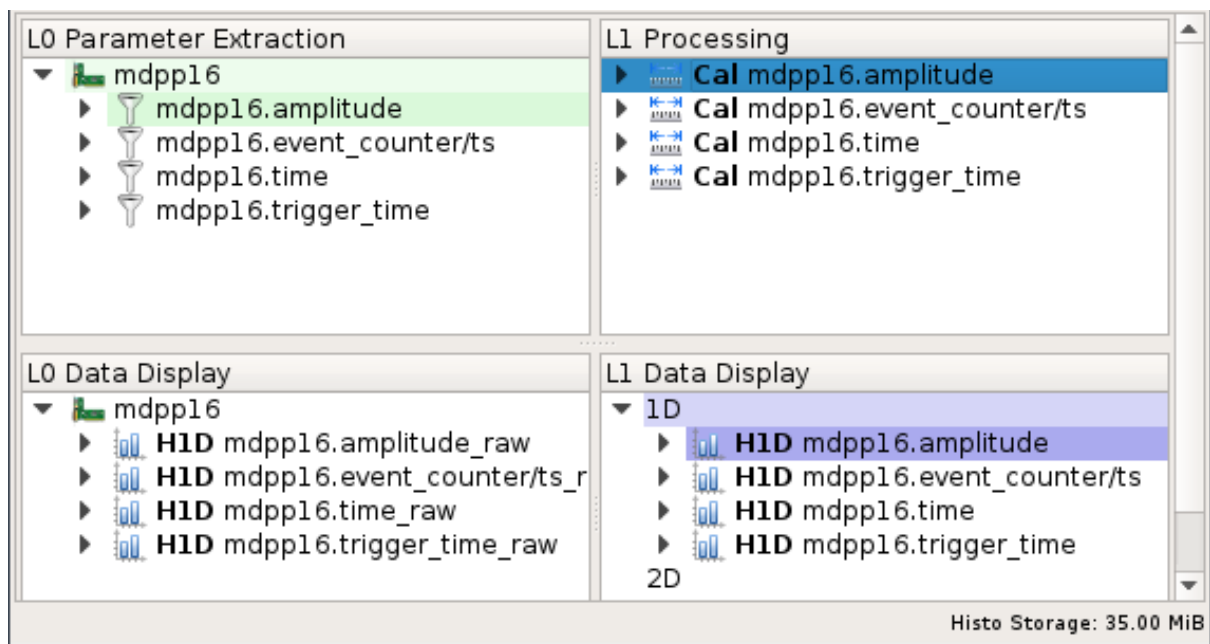 L0 Parameter Extraction
mdpp16
mdpp16.amplitude
mdpp16.event_counter/ts
mdpp16.time
mdpp16.trigger_time
L1 Processing
Cal mdpp16.amplitude
Cal mdpp16.event_counter/ts
Cal mdpp16.time
Cal mdpp16.trigger_time
L0 Data Display
mdpp16
H1D mdpp16.amplitude_raw
H1D mdpp16.event_counter/ts_r
H1D mdpp16.time_raw
H1D mdpp16.trigger_time_raw
L1 Data Display
1D
H1D mdpp16.amplitude
H1D mdpp16.event_counter/ts
H1D mdpp16.time
H1D mdpp16.trigger_time
2D
Histo Storage: 35.00 MiB